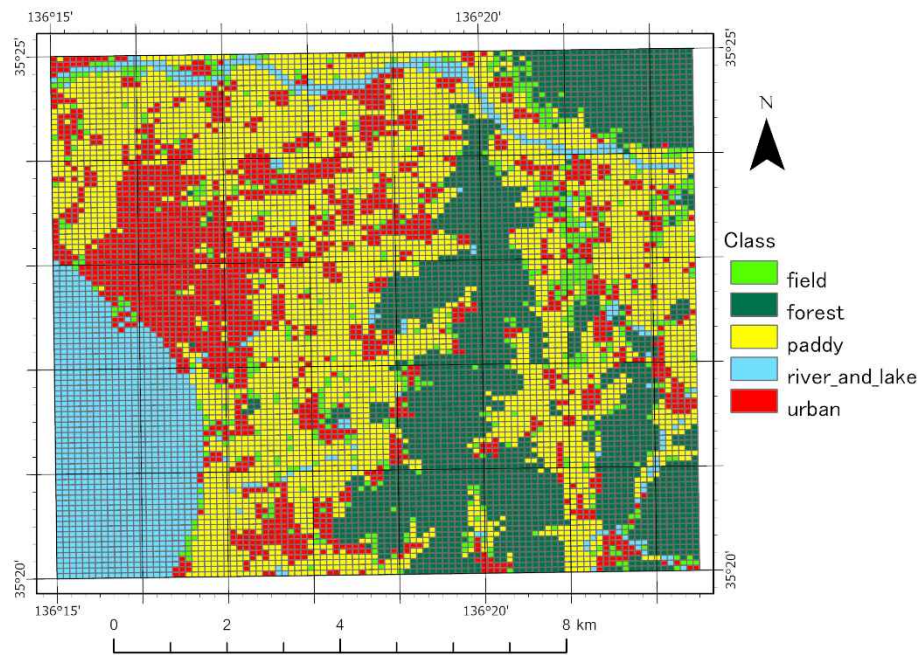 136°15' 136°20'
35°25' 35°25'
N
Class
field
forest
paddy
river_and_lake
urban
35°20' 35°20'
136°15' 136°20'
0 2 4 8 km